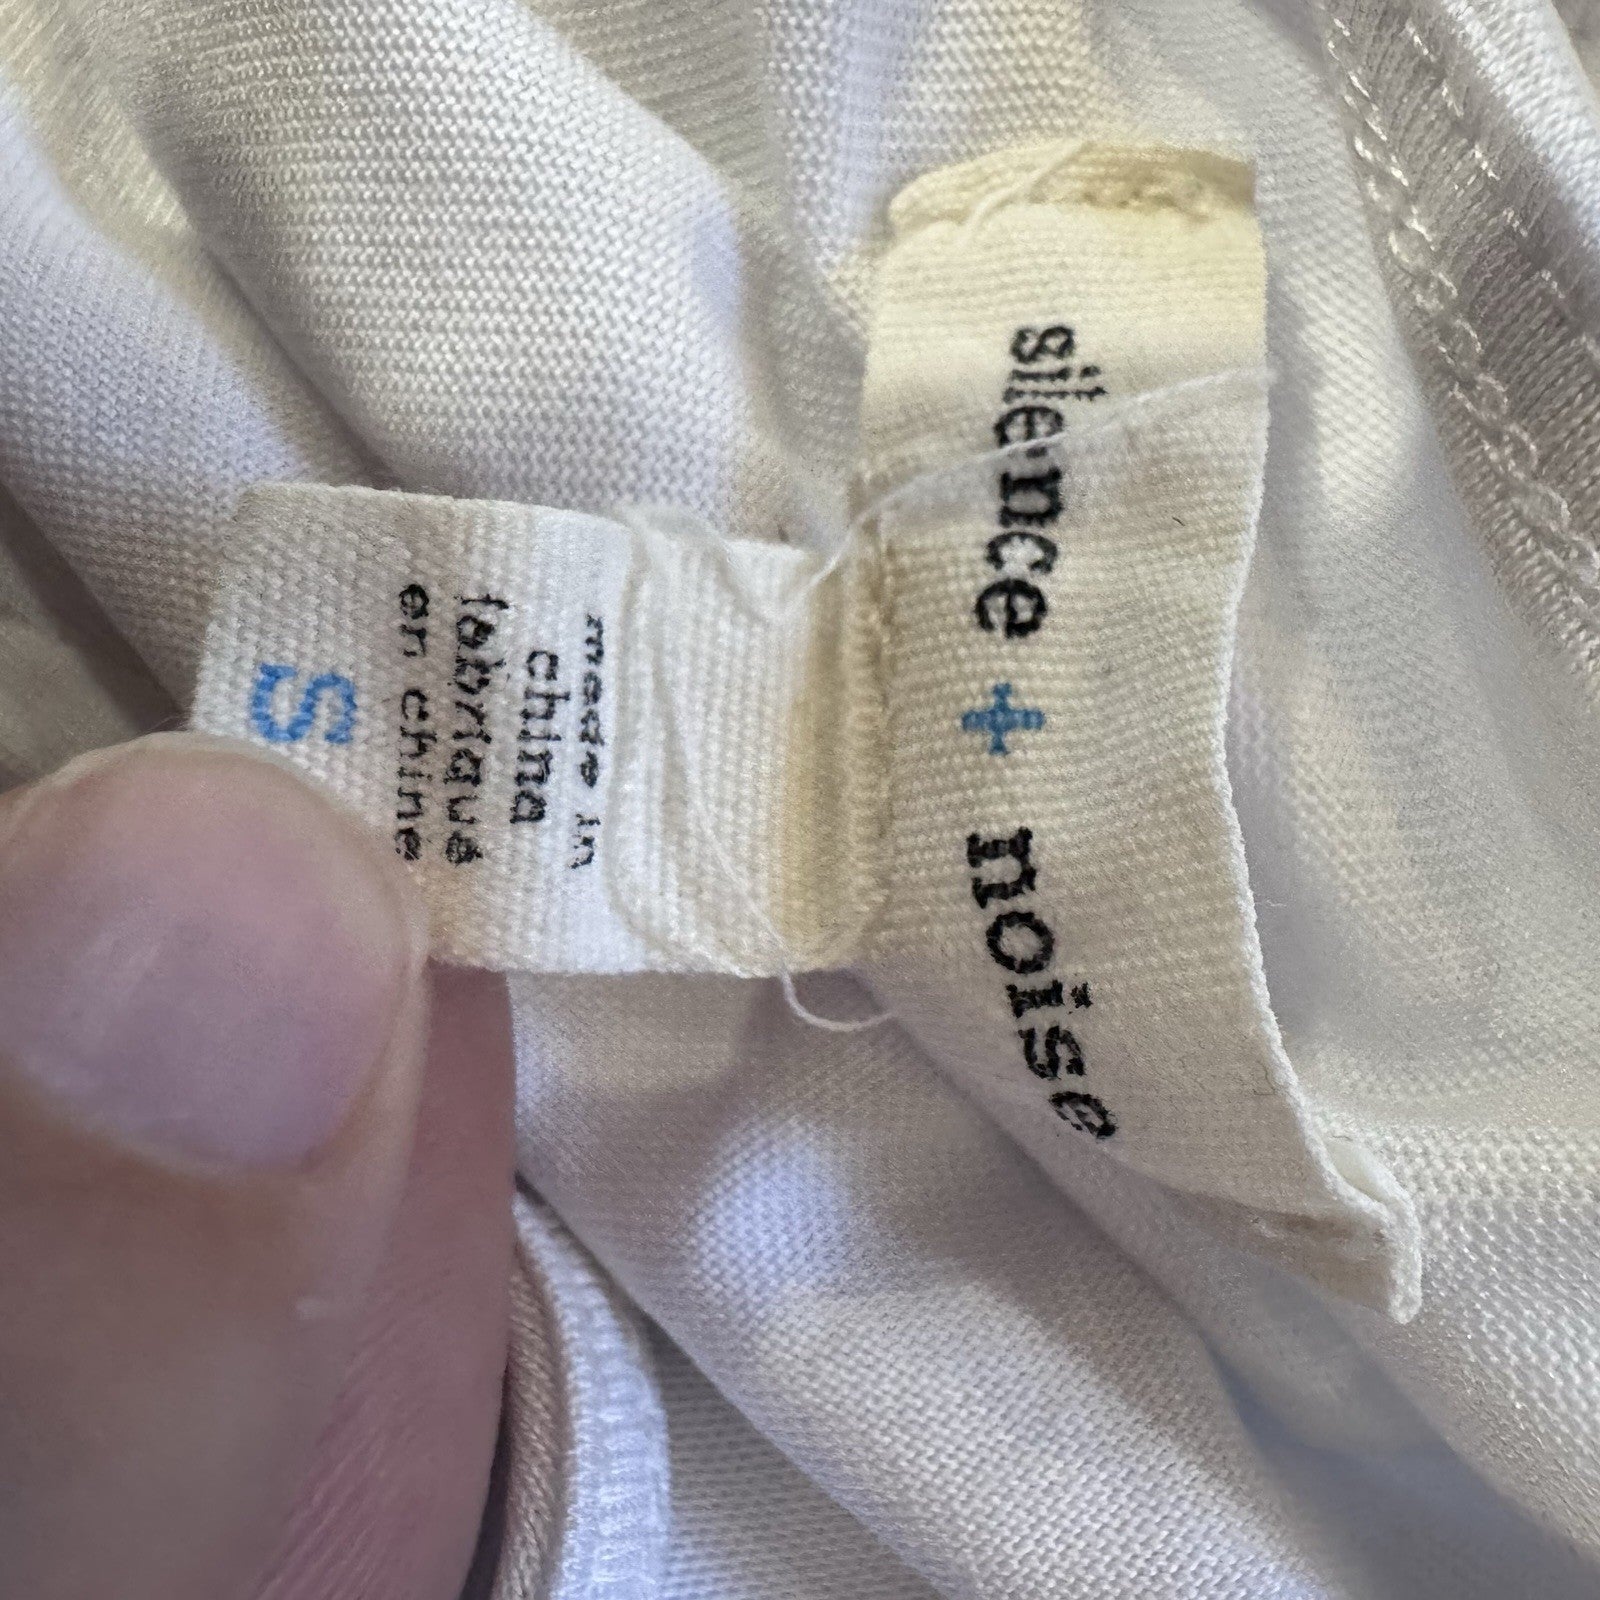 silence + noise
made in
china
fabriqué
en chine
S